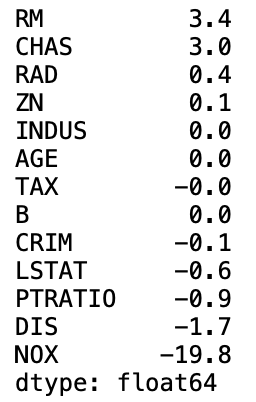 RM 3.4
CHAS 3.0
RAD 0.4
ZN 0.1
INDUS 0.0
AGE 0.0
TAX -0.0
B 0.0
CRIM -0.1
LSTAT -0.6
PTRATIO -0.9
DIS -1.7
NOX -19.8
dtype: float64